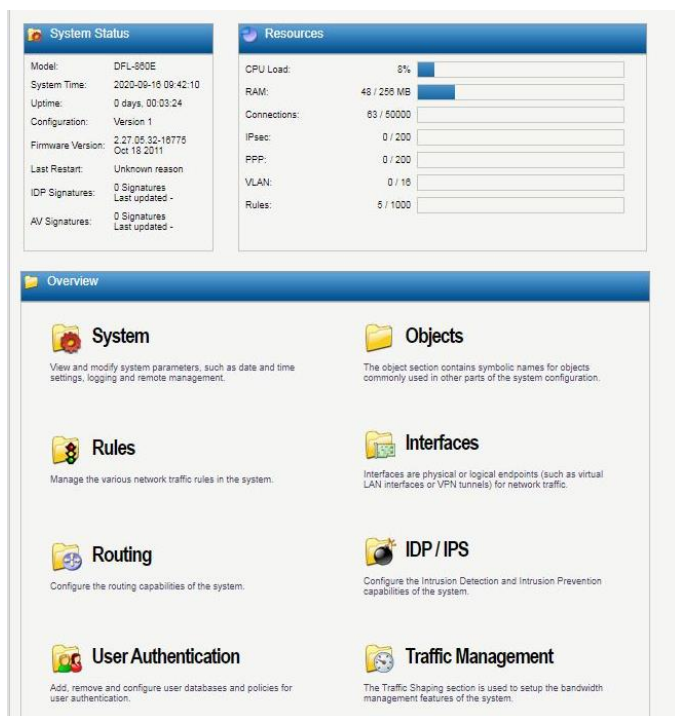 System Status
Model: DFL-860E
System Time: 2020-09-16 09:42:10
Uptime: 0 days, 00:03:24
Configuration: Version 1
Firmware Version: 2.27.05.32-16775
Oct 18 2011
Last Restart: Unknown reason
IDP Signatures: 0 Signatures
Last updated -
AV Signatures: 0 Signatures
Last updated -
Resources
CPU Load: 8%
RAM: 48 / 256 MB
Connections: 63 / 50000
IPsec: 0 / 200
PPP: 0 / 200
VLAN: 0 / 16
Rules: 5 / 1000
Overview
System
View and modify system parameters, such as date and time
settings, logging and remote management.
Objects
The object section contains symbolic names for objects
commonly used in other parts of the system configuration.
Rules
Manage the various network traffic rules in the system.
Interfaces
Interfaces are physical or logical endpoints (such as virtual
LAN interfaces or VPN tunnels) for network traffic.
Routing
Configure the routing capabilities of the system.
IDP / IPS
Configure the Intrusion Detection and Intrusion Prevention
capabilities of the system.
User Authentication
Add, remove and configure user databases and policies for
user authentication.
Traffic Management
The Traffic Shaping section is used to setup the bandwidth
management features of the system.